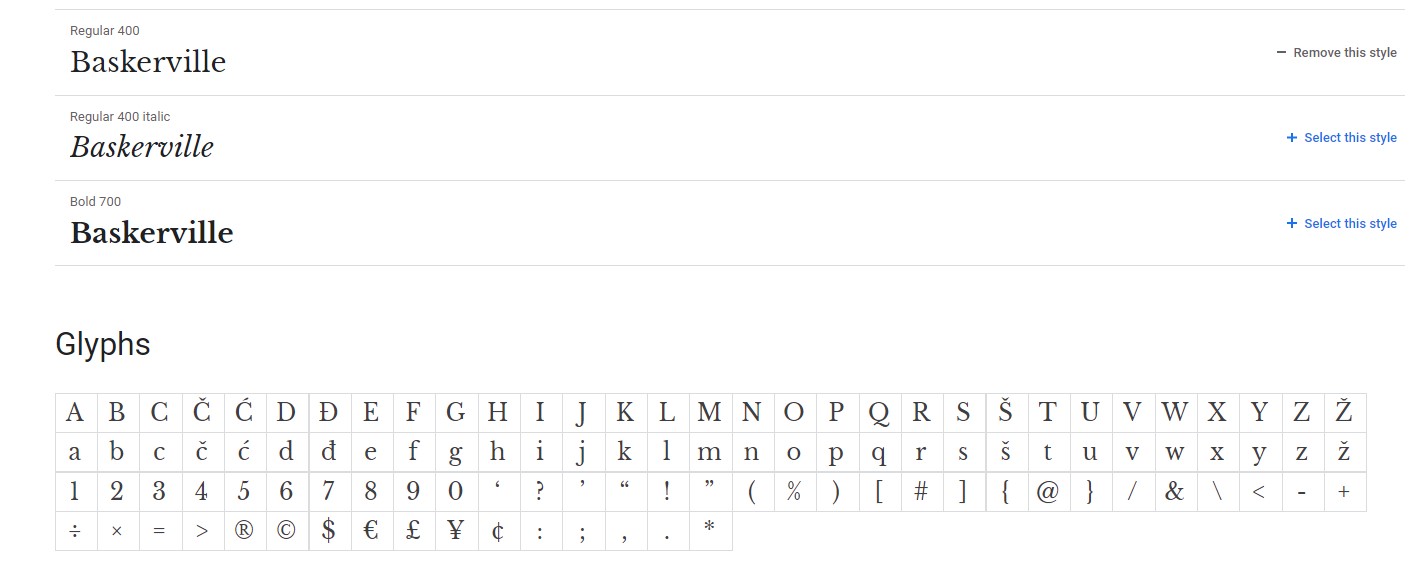 Regular 400
Baskerville
− Remove this style
Regular 400 italic
Baskerville
+ Select this style
Bold 700
Baskerville
+ Select this style
Glyphs
A B C Č Ć D Đ E F G H I J K L M N O P Q R S Š T U V W X Y Z Ž
a b c č ć d đ e f g h i j k l m n o p q r s š t u v w x y z ž
1 2 3 4 5 6 7 8 9 0 ‘ ? ’ “ ! ” ( % ) [ # ] { @ } / & \ < - +
÷ × = > ® © $ € £ ¥ ¢ : ; , . *